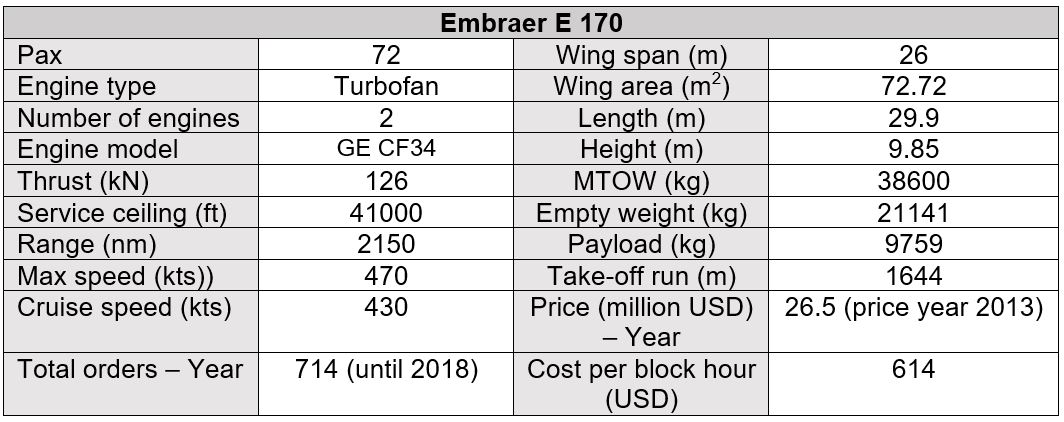 Embraer E 170
Pax 72 Wing span (m) 26
Engine type Turbofan Wing area (m²) 72.72
Number of engines 2 Length (m) 29.9
Engine model GE CF34 Height (m) 9.85
Thrust (kN) 126 MTOW (kg) 38600
Service ceiling (ft) 41000 Empty weight (kg) 21141
Range (nm) 2150 Payload (kg) 9759
Max speed (kts)) 470 Take-off run (m) 1644
Cruise speed (kts) 430 Price (million USD) 26.5 (price year 2013)
– Year
Total orders – Year 714 (until 2018) Cost per block hour 614
(USD)